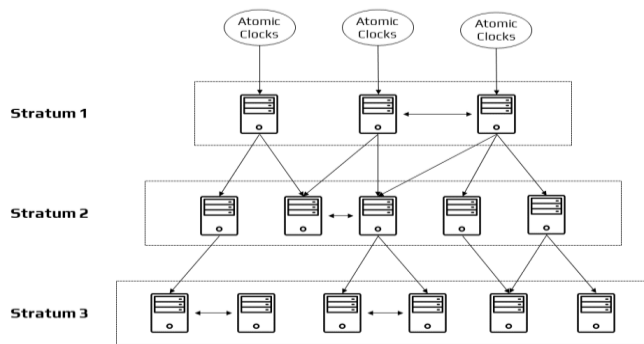 Atomic
Clocks
Atomic
Clocks
Atomic
Clocks
Stratum 1
Stratum 2
Stratum 3